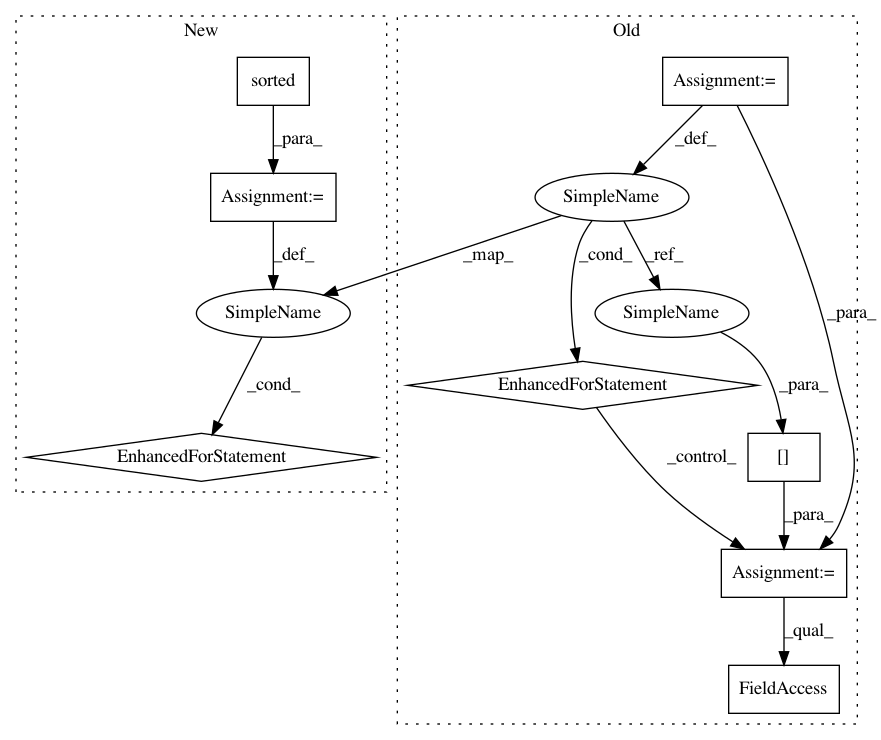 New
Old
sorted
Assignment:=
_para_
_def_
Assignment:=
SimpleName
_def_
_map_
_cond_
_ref_
SimpleName
SimpleName
_para_
_cond_
EnhancedForStatement
_para_
EnhancedForStatement
[]
_control_
_para_
Assignment:=
_qual_
FieldAccess